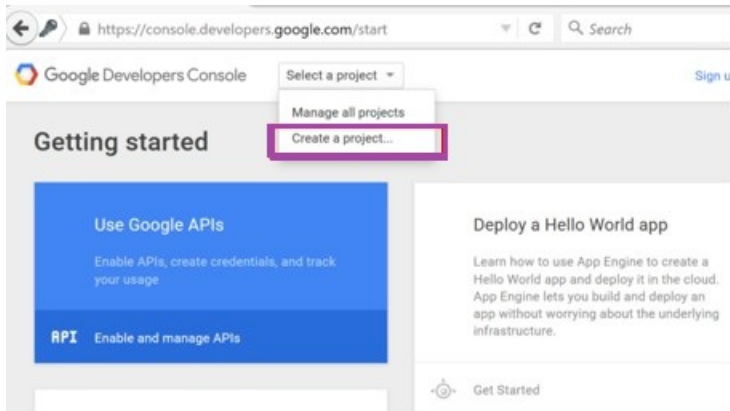 https://console.developers.google.com/start
Search
Google Developers Console
Select a project
Sign u
Manage all projects
Create a project...
Getting started
Use Google APIs
Enable APIs, create credentials, and track
your usage
API Enable and manage APIs
Deploy a Hello World app
Learn how to use App Engine to create a
Hello World app and deploy it in the cloud.
App Engine lets you build and deploy an
app without worrying about the underlying
infrastructure.
Get Started